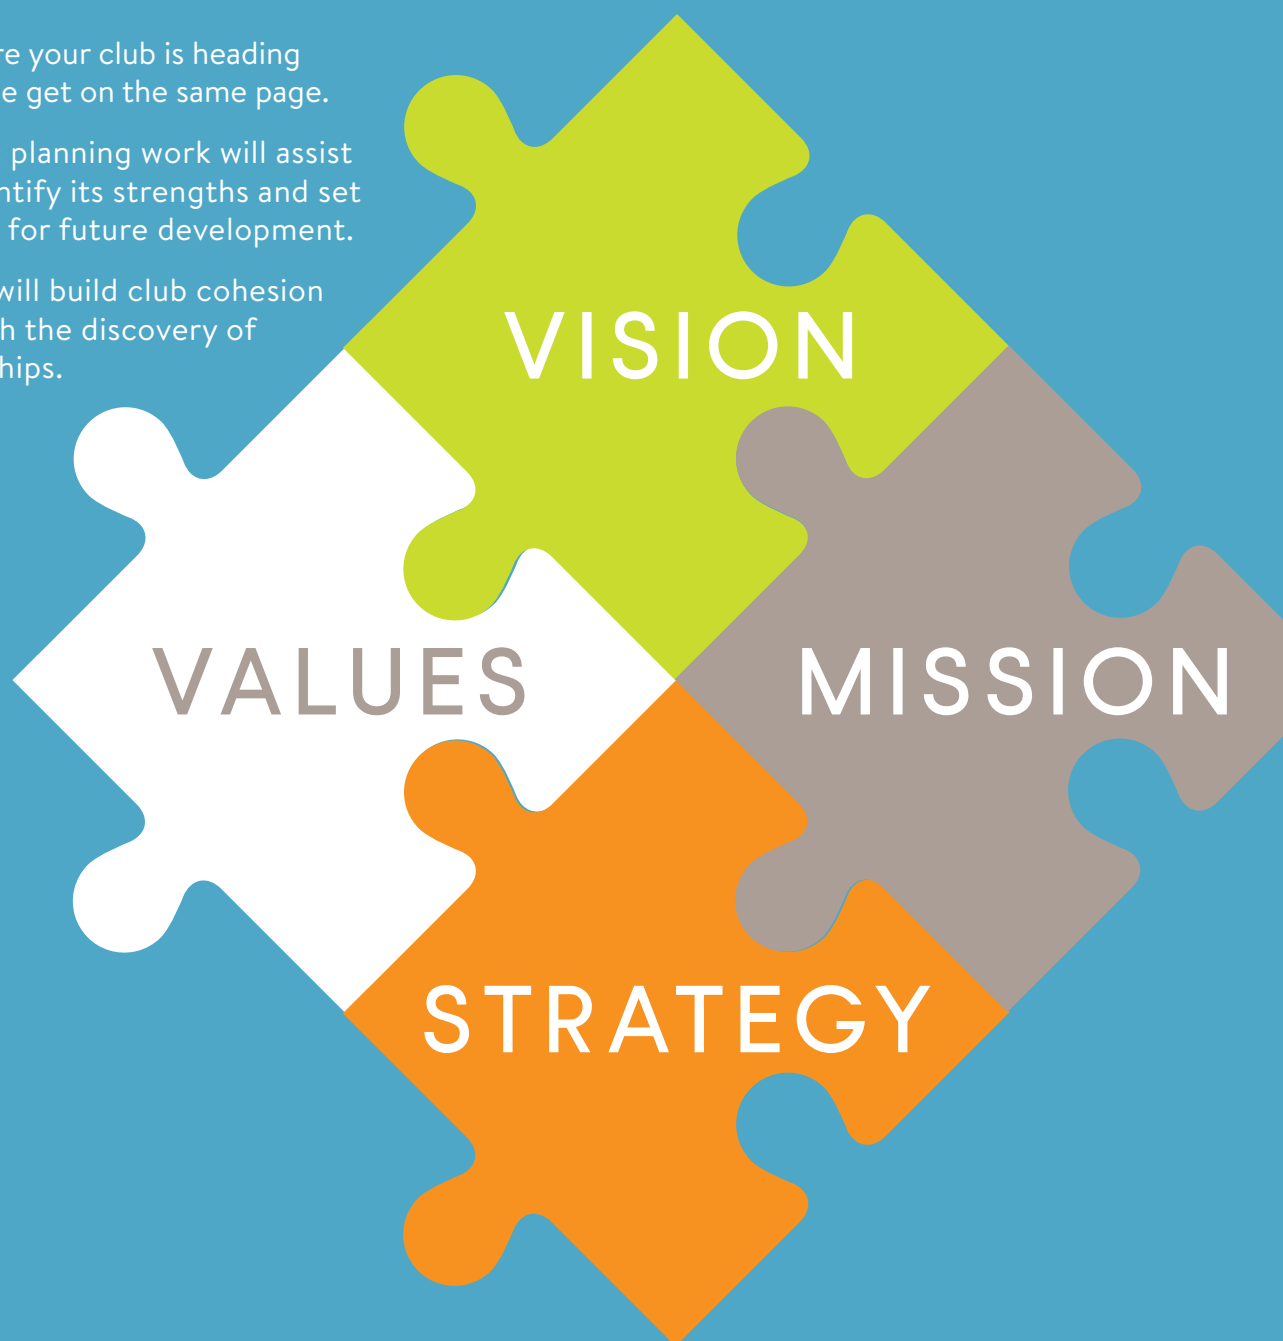 re your club is heading
e get on the same page.
planning work will assist
ntify its strengths and set
for future development.
will build club cohesion
h the discovery of
hips.
VISION
VALUES
MISSION
STRATEGY